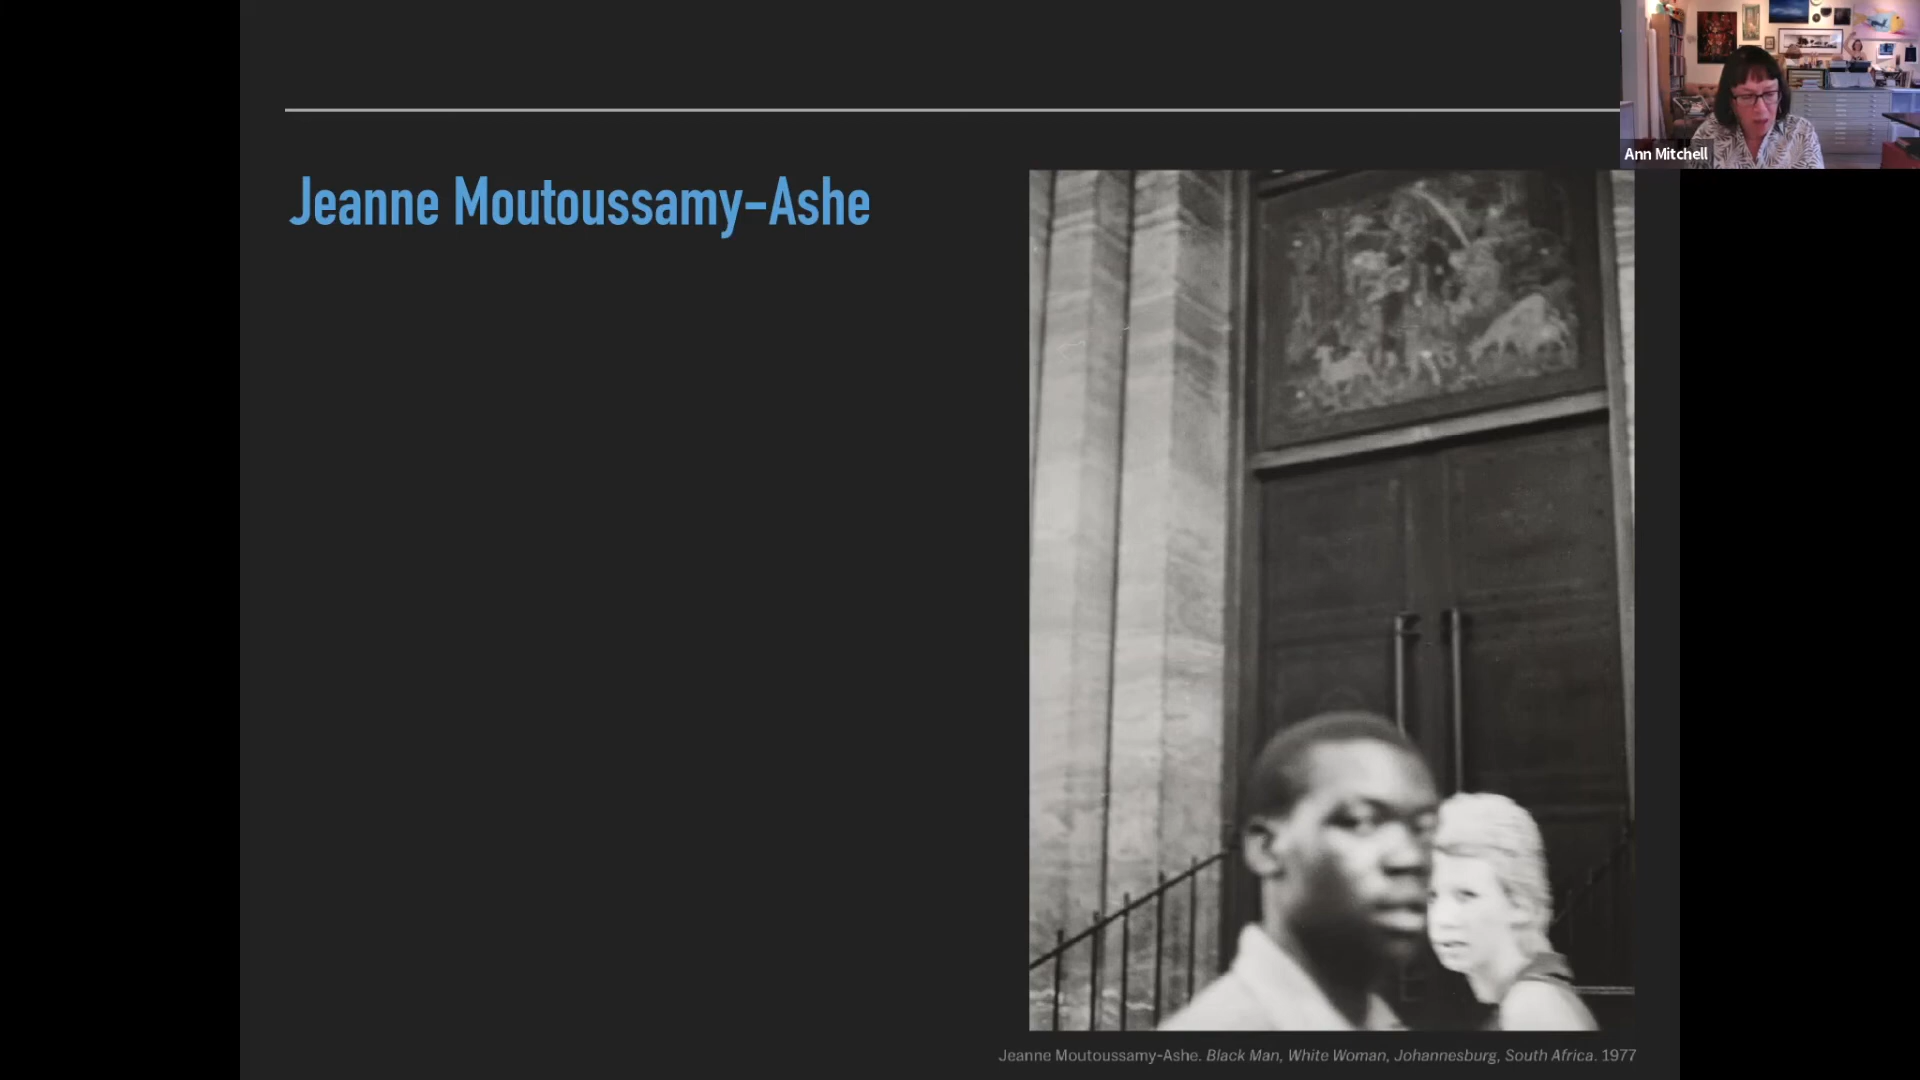 Ann Mitchell
Jeanne Moutoussamy-Ashe
Jeanne Moutoussamy-Ashe. Black Man, White Woman, Johannesburg, South Africa. 1977